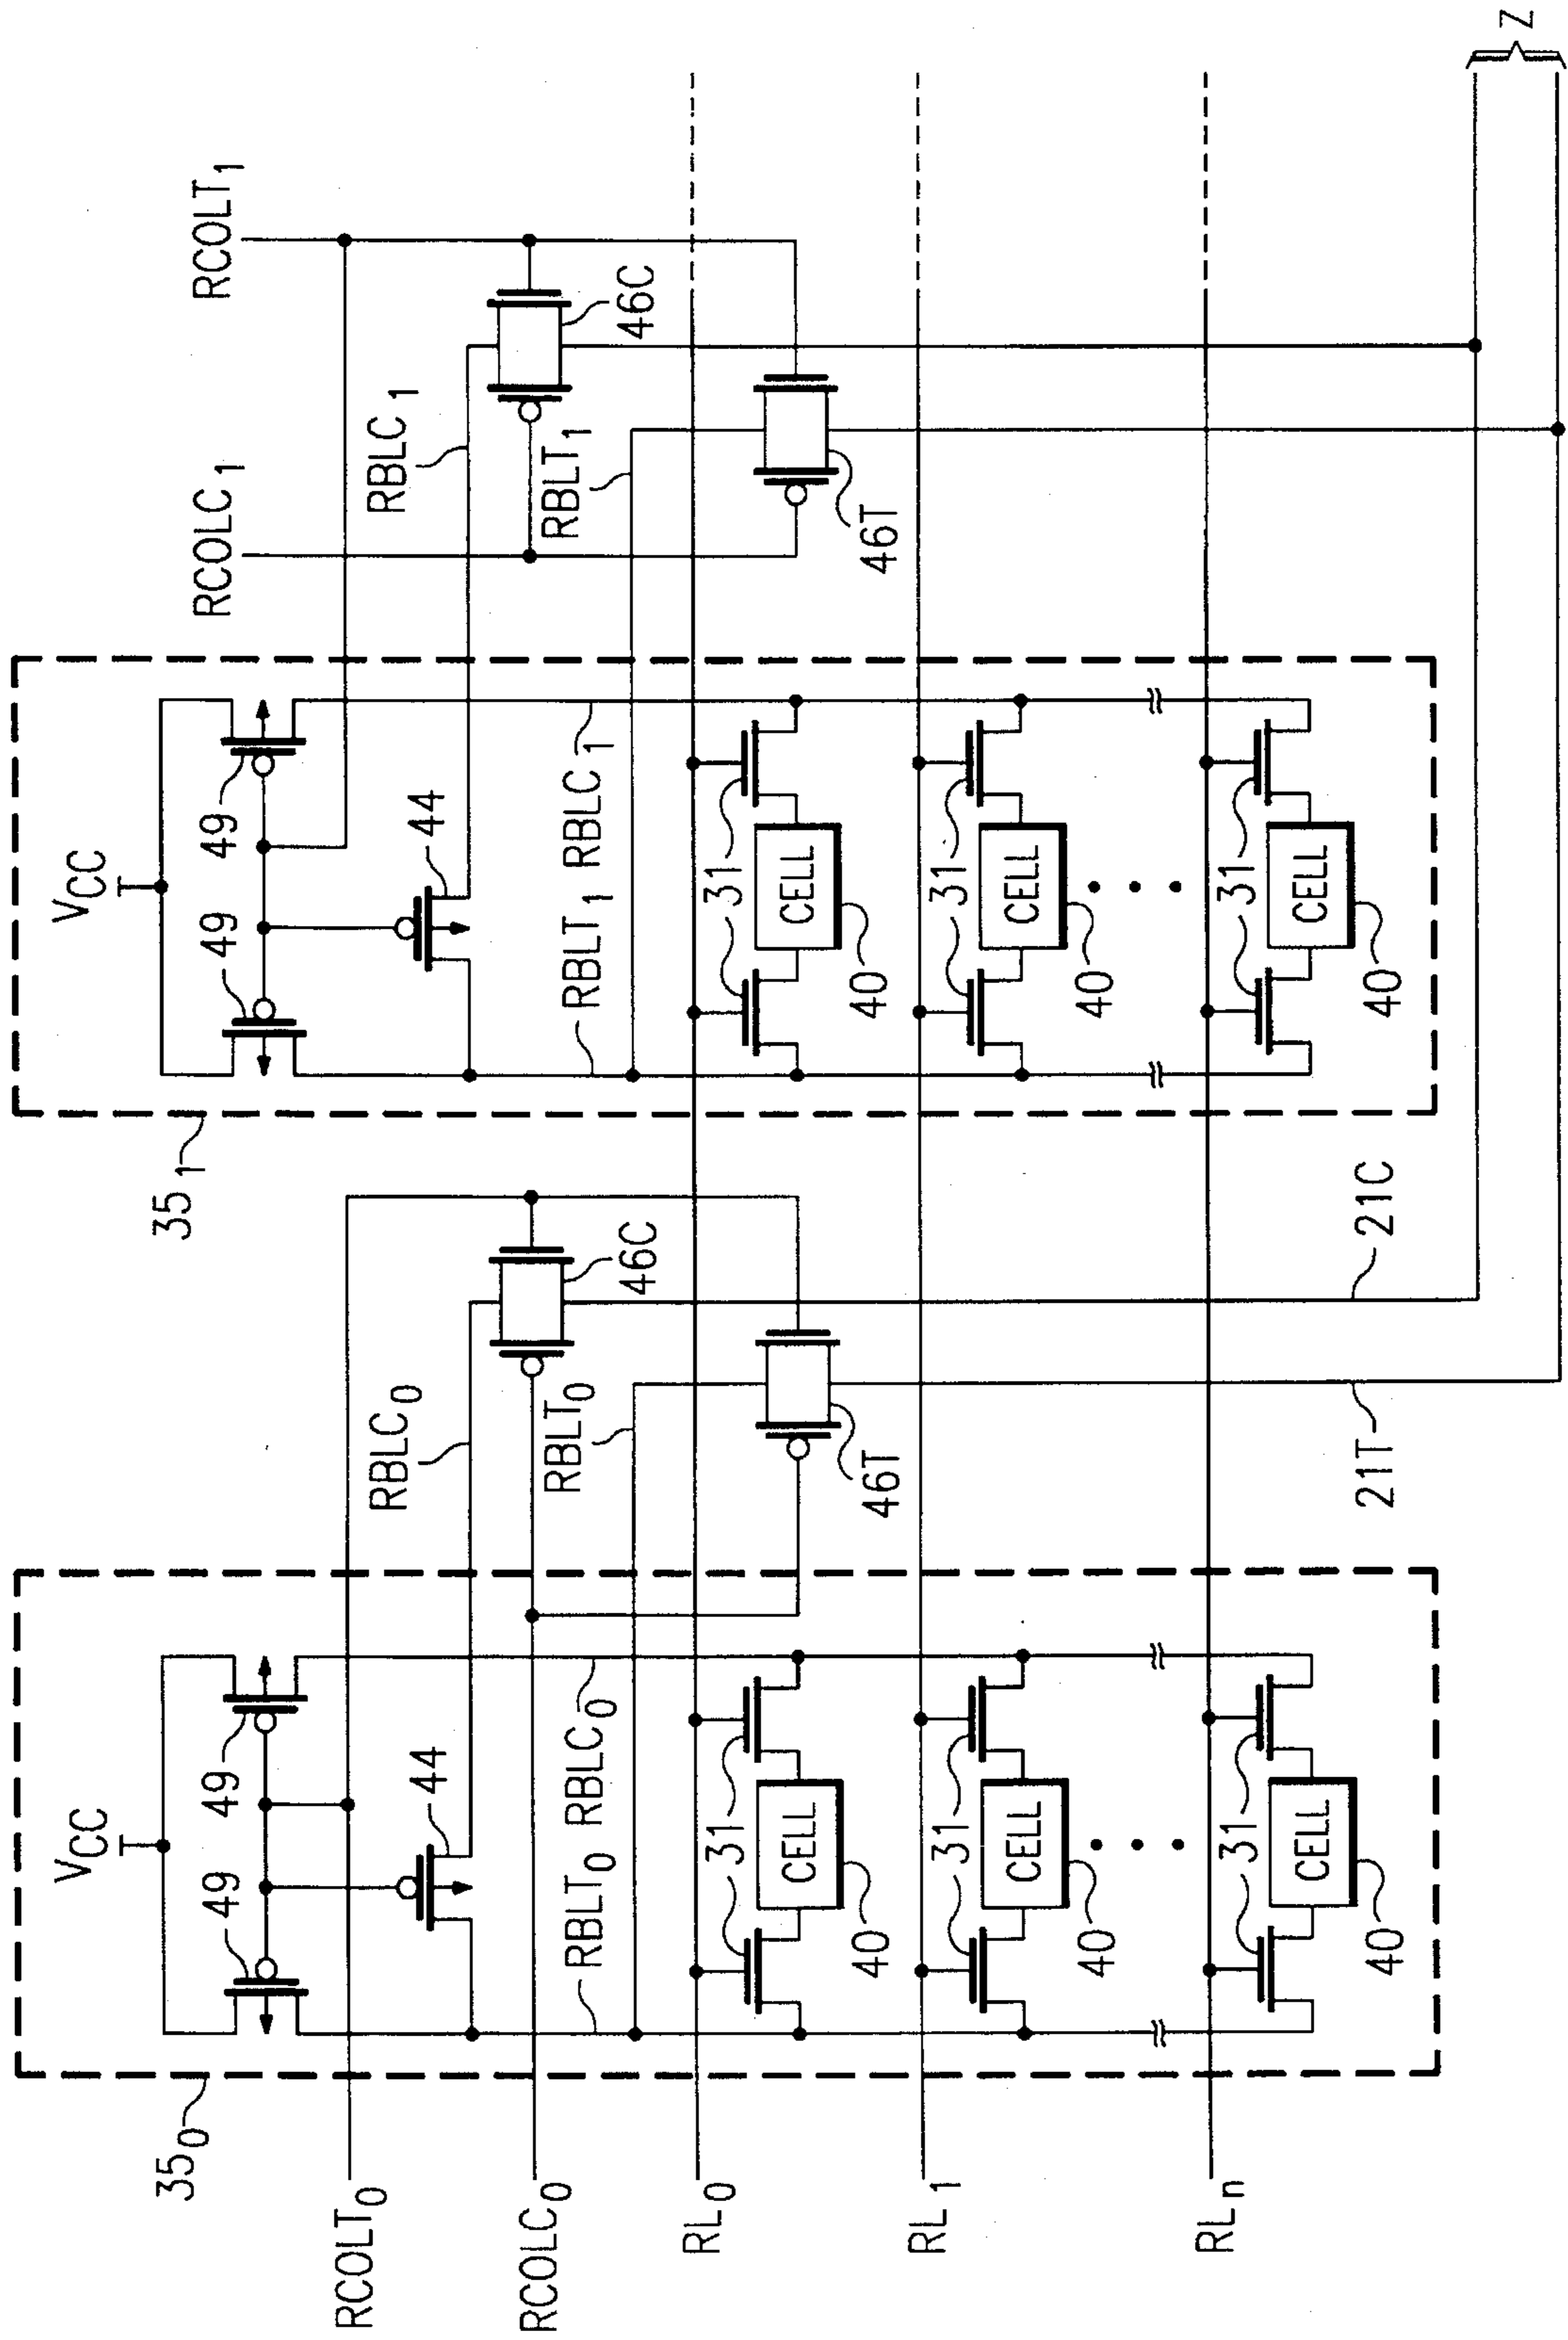 RCOLT1
RCOLC1
VCC
VCC
49
49
49
49
RBLC1
RBLC0
44
44
46C
46C
RBLT1
RBLT0
RBLT0
RBLC0
RBLT1
RBLC1
46T
46T
350
351
RCOLT0
RCOLC0
RL0
31
31
31
31
CELL
CELL
40
40
RL1
31
31
31
31
CELL
CELL
40
40
RLn
31
31
31
31
CELL
CELL
40
40
21T
21C
Z